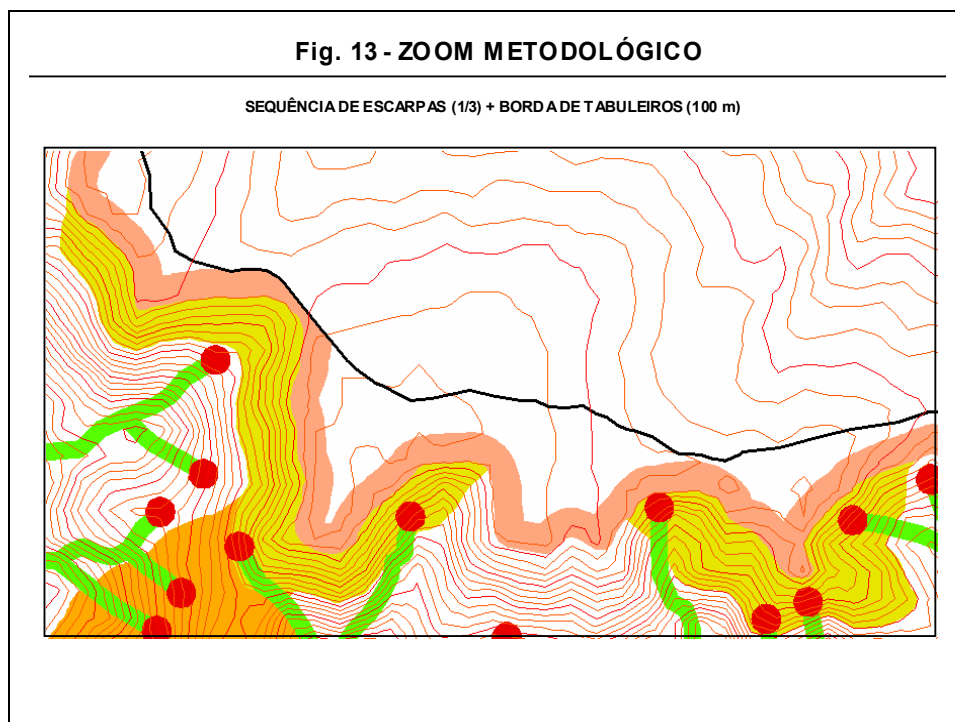 Fig. 13 - ZOOM METODOLÓGICO
SEQUÊNCIA DE ESCARPAS (1/3) + BORDA DE TABULEIROS (100 m)